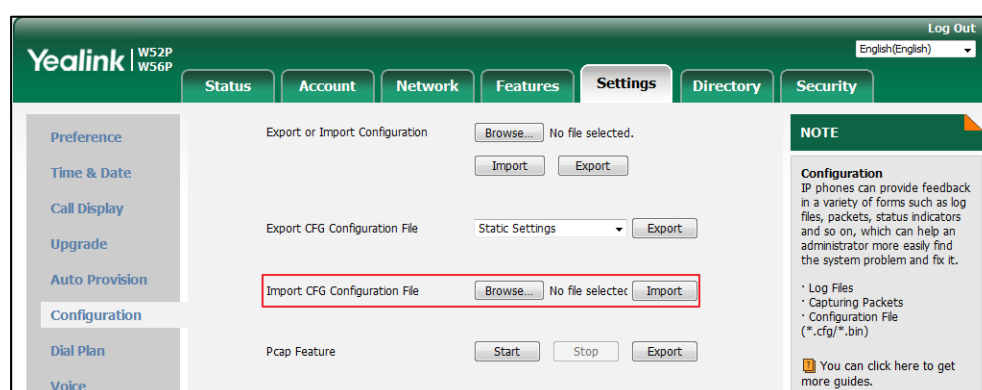 Log Out
Yealink | W52P
W56P
English(English)
Status Account Network Features Settings Directory Security
Preference
Time & Date
Call Display
Upgrade
Auto Provision
Configuration
Dial Plan
Voice
Export or Import Configuration Browse... No file selected.
Import Export
Export CFG Configuration File Static Settings Export
Import CFG Configuration File Browse... No file selectec Import
Pcap Feature Start Stop Export
NOTE
Configuration
IP phones can provide feedback
in a variety of forms such as log
files, packets, status indicators
and so on, which can help an
administrator more easily find
the system problem and fix it.
· Log Files
· Capturing Packets
· Configuration File
(*.cfg/*.bin)
You can click here to get
more guides.